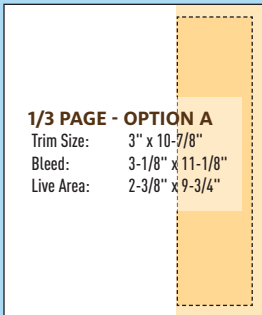 1/3 PAGE - OPTION A
Trim Size: 3" x 10-7/8"
Bleed: 3-1/8" x 11-1/8"
Live Area: 2-3/8" x 9-3/4"